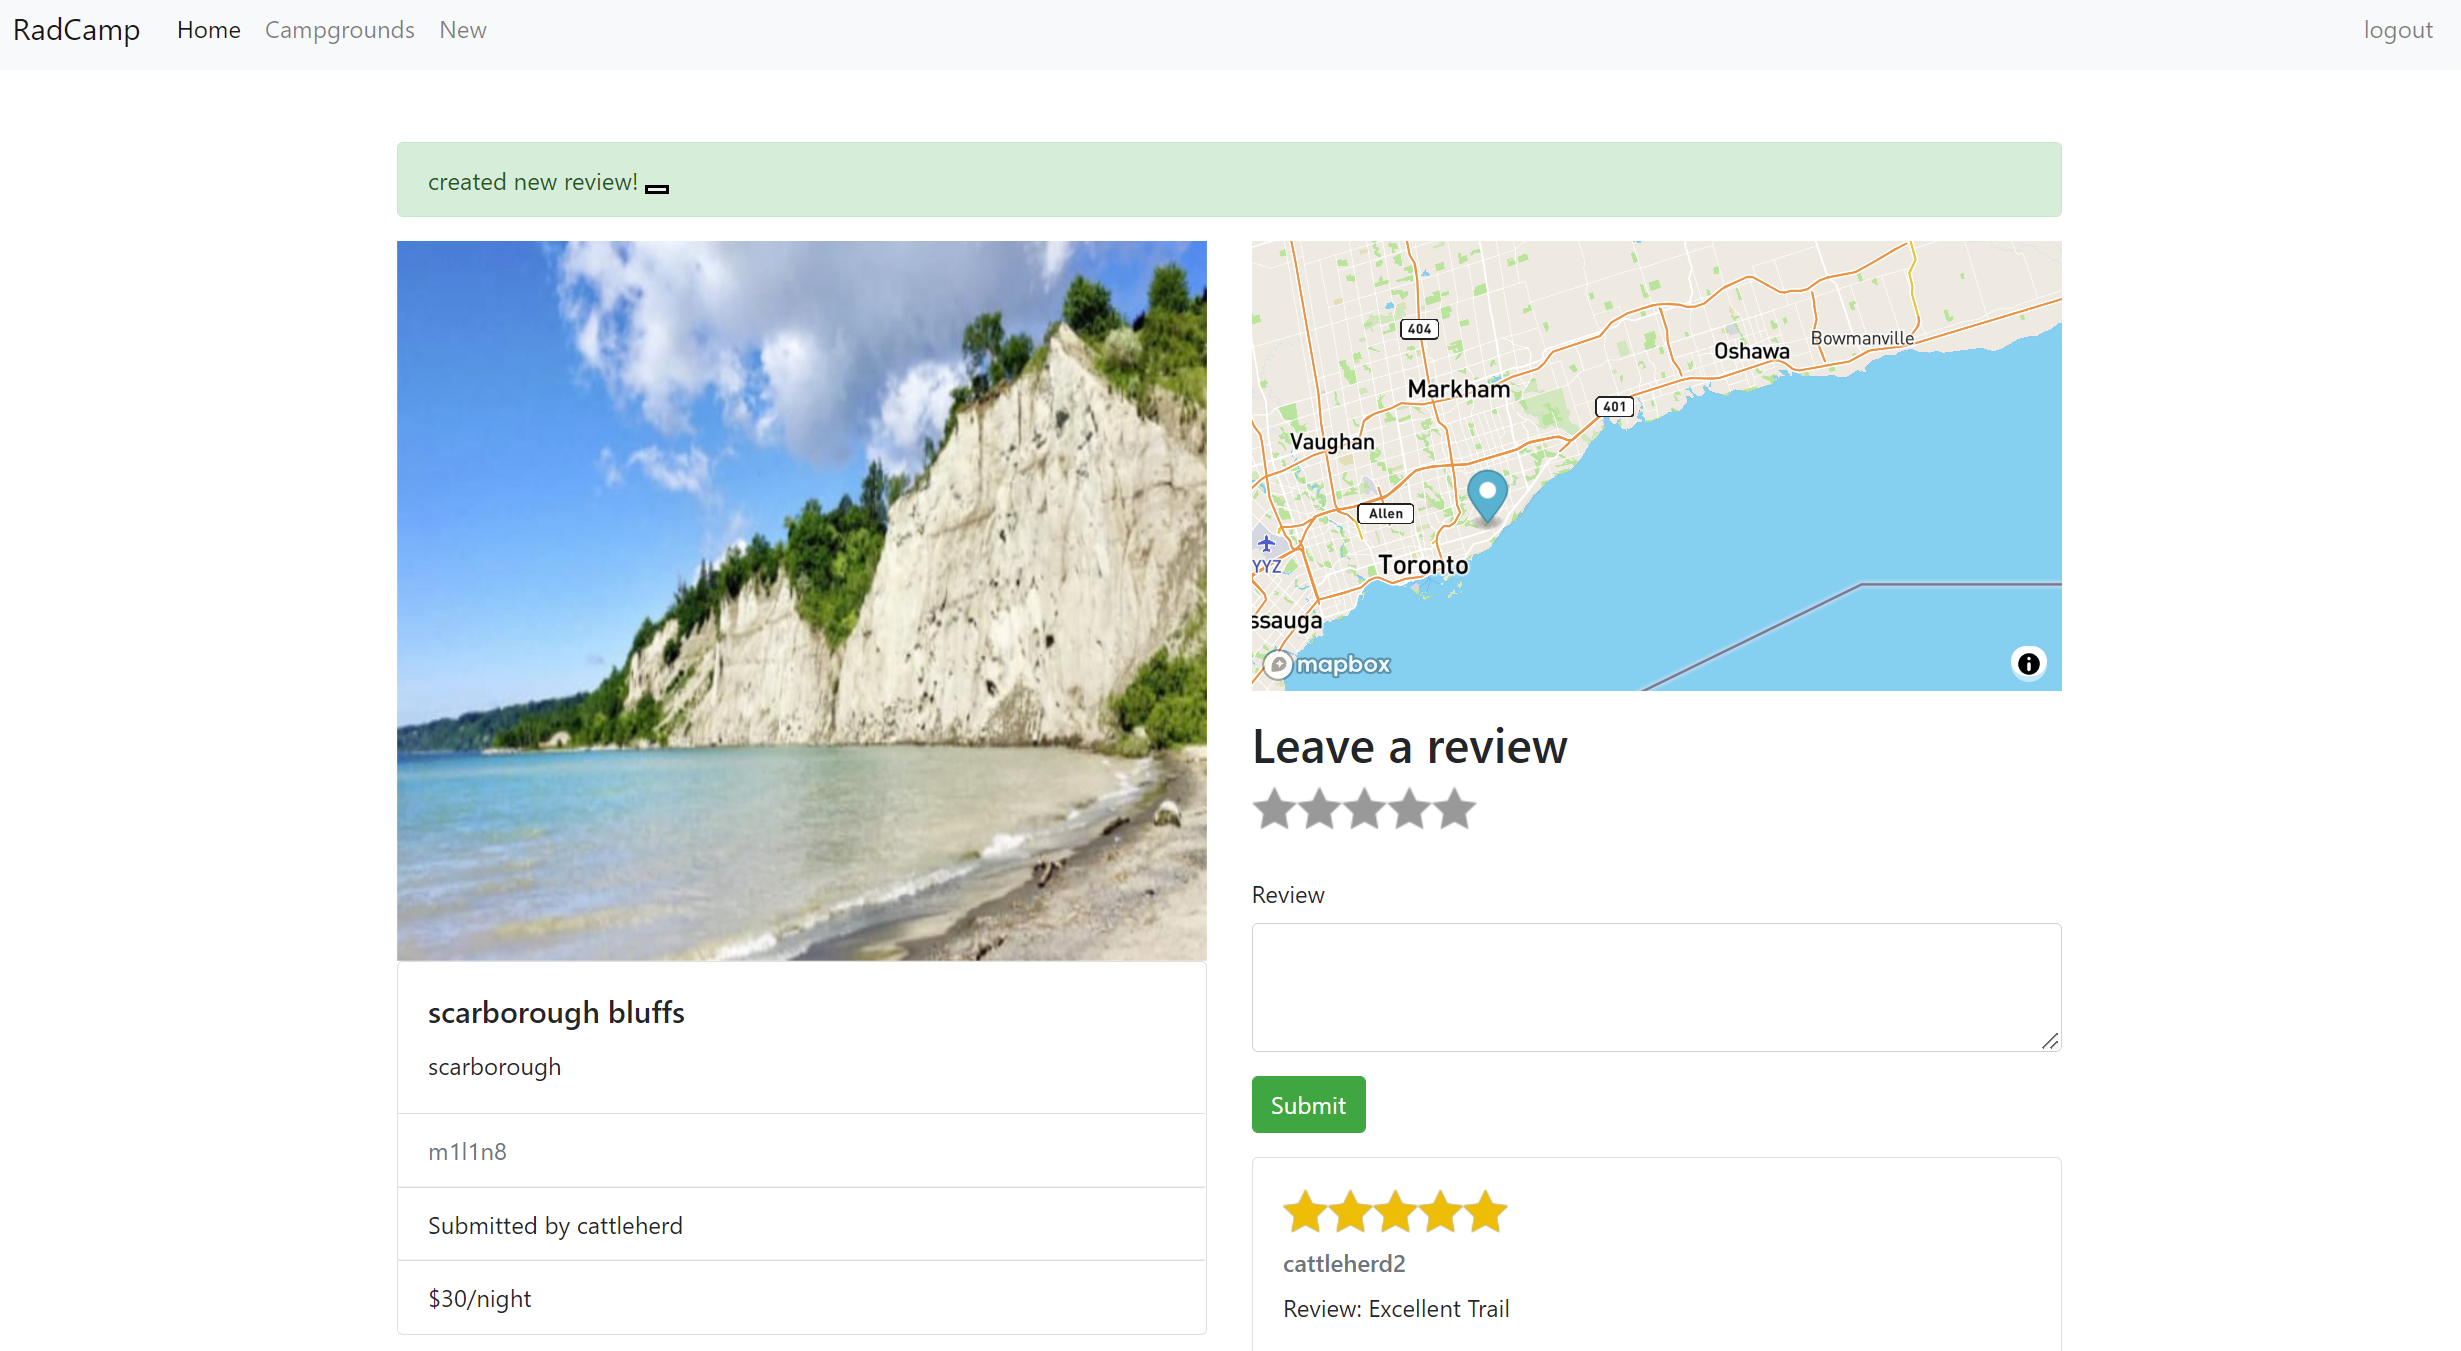 RadCamp Home Campgrounds New logout
created new review!
404
Bowmanville
Oshawa
Markham
401
Vaughan
Allen
YYZ
Toronto
ssauga
mapbox
Leave a review
Review
Submit
scarborough bluffs
scarborough
m1l1n8
Submitted by cattleherd
$30/night
cattleherd2
Review: Excellent Trail